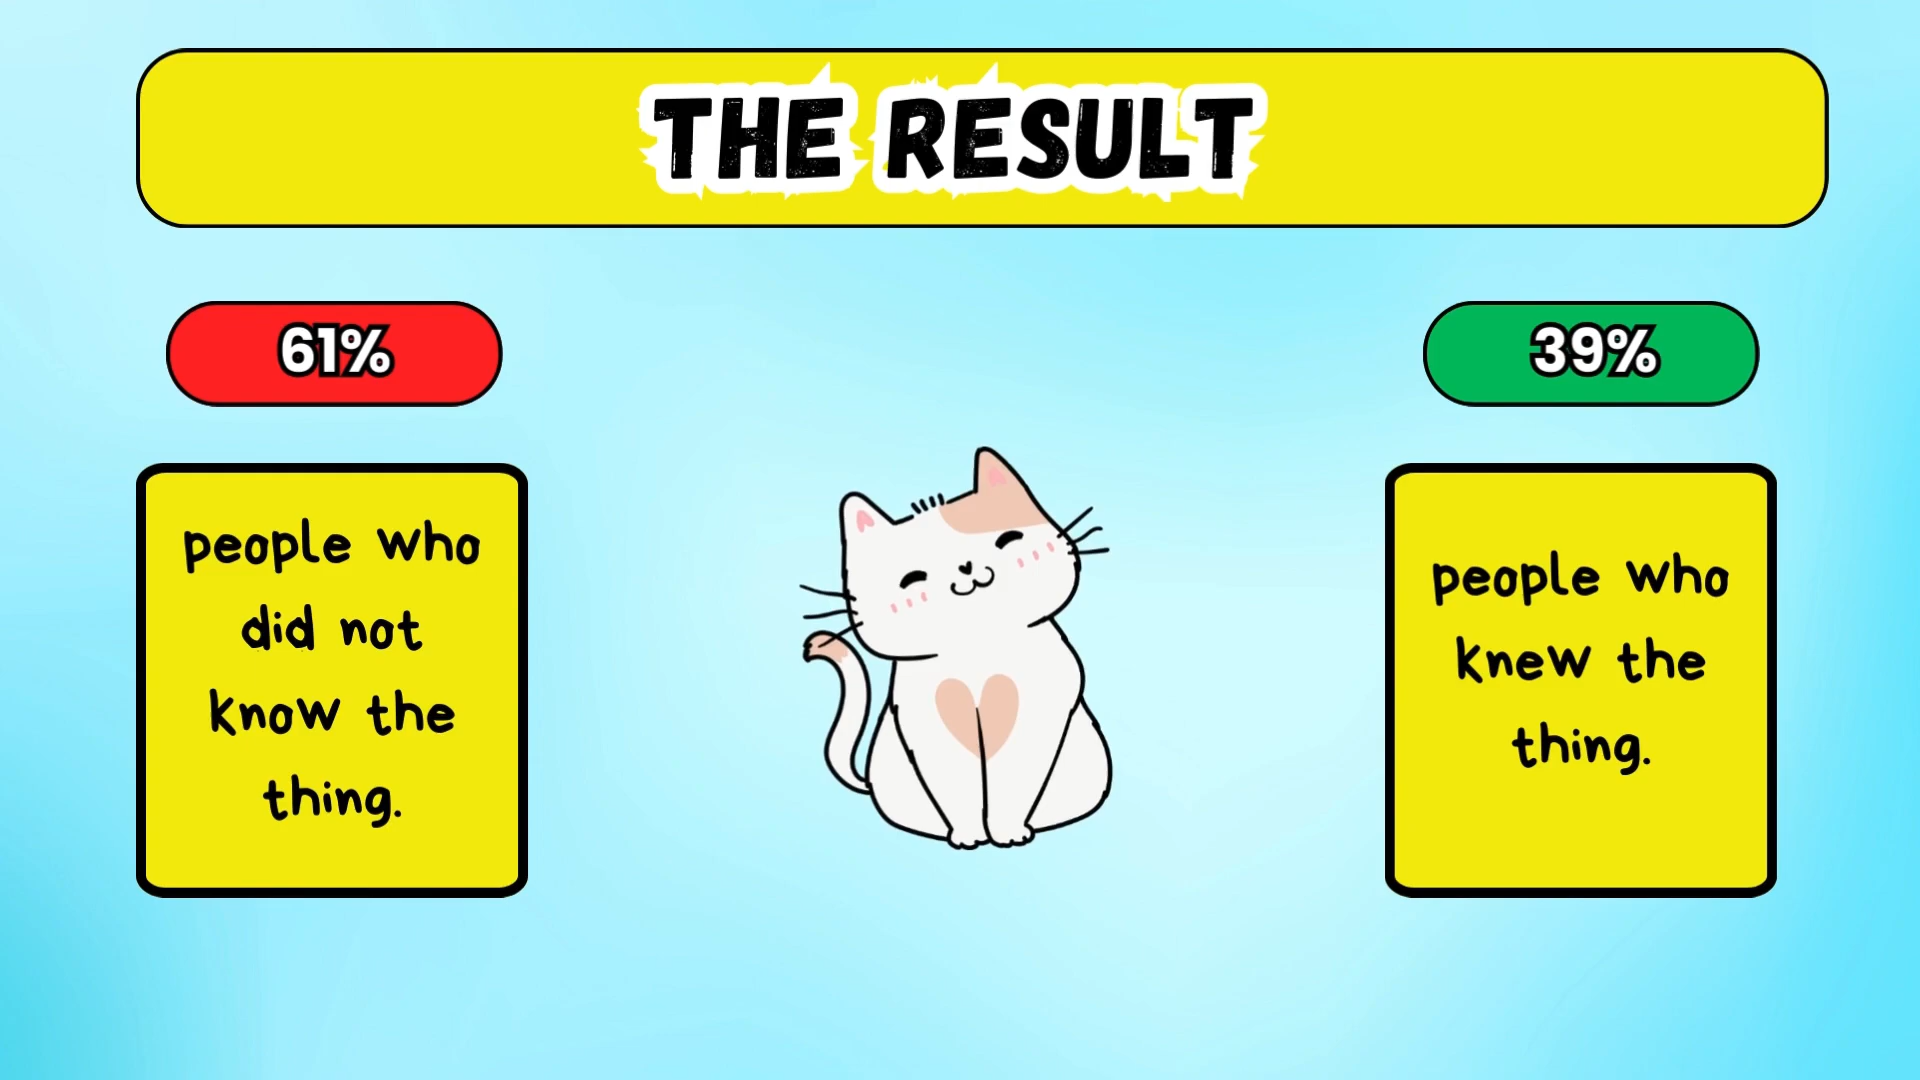 THE RESULT
61%
people who
did not
know the
thing.
39%
people who
knew the
thing.